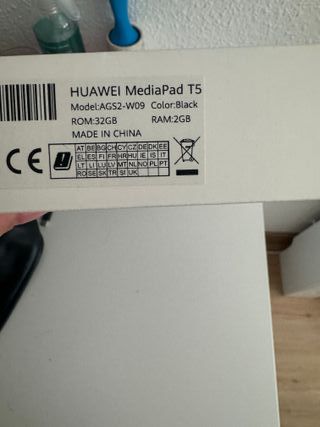 HUAWEI MediaPad T5
Model:AGS2-W09 Color:Black
ROM:32GB RAM:2GB
MADE IN CHINA
CE
AT BE BG CH CY CZ DE DK EE
EL ES FI FR HR HU IE IS IT
LT LI LU LV MT NL NO PL PT
RO SE SK TR SI UK